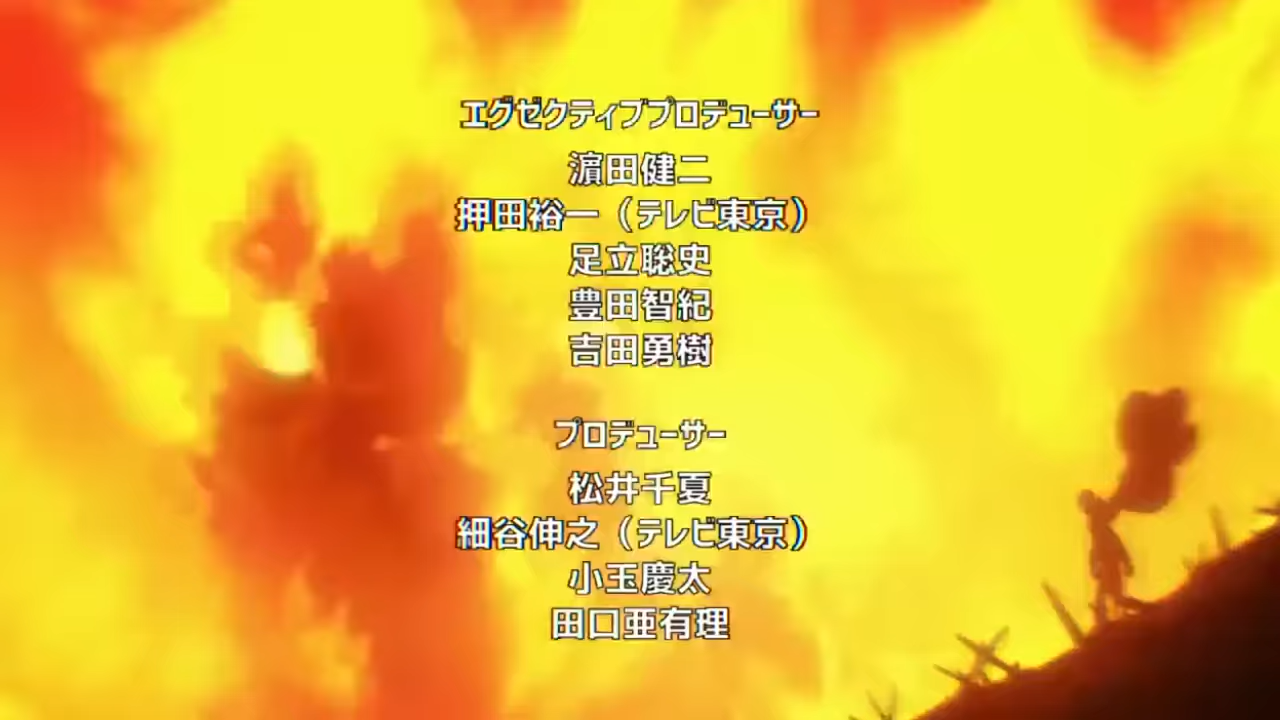 エグゼクティブプロデューサー
濵田健二
押田裕一（テレビ東京）
足立聡史
豊田智紀
吉田勇樹
プロデューサー
松井千夏
細谷伸之（テレビ東京）
小玉慶太
田口亜有理